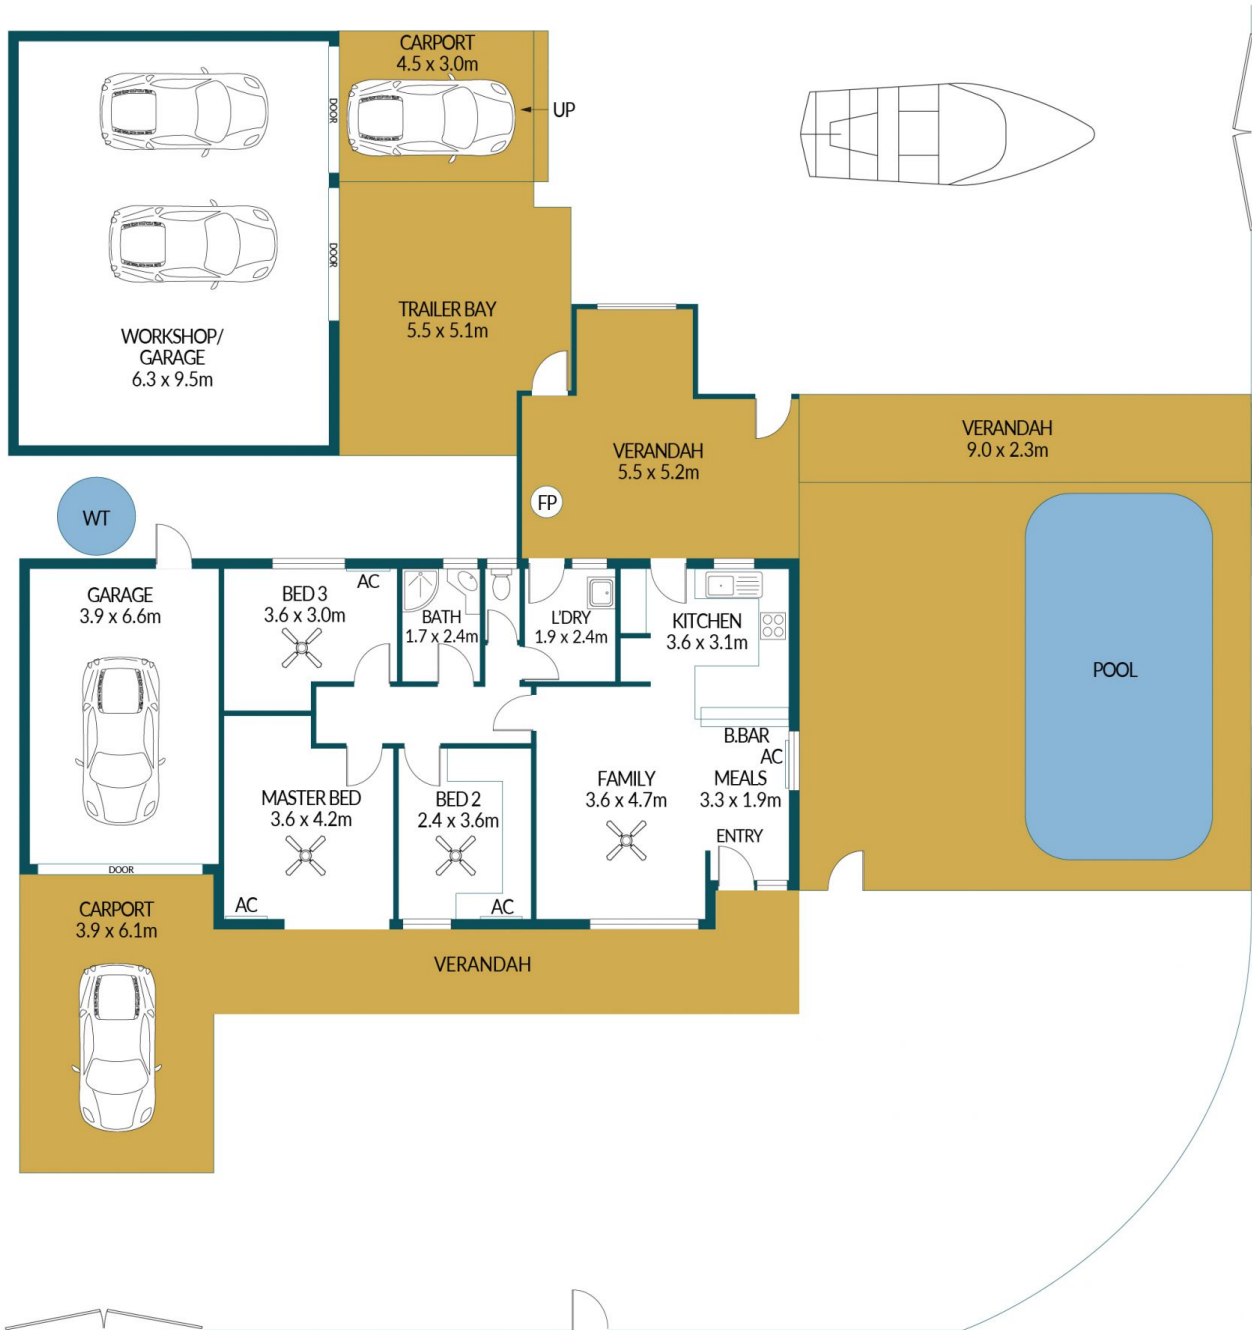 CARPORT
4.5 x 3.0m
DOOR
UP
DOOR
TRAILER BAY
5.5 x 5.1m
WORKSHOP/
GARAGE
6.3 x 9.5m
VERANDAH
5.5 x 5.2m
VERANDAH
9.0 x 2.3m
FP
WT
GARAGE
3.9 x 6.6m
BED 3
3.6 x 3.0m
AC
BATH
1.7 x 2.4m
L'DRY
1.9 x 2.4m
KITCHEN
3.6 x 3.1m
POOL
B.BAR
AC
MASTER BED
3.6 x 4.2m
BED 2
2.4 x 3.6m
FAMILY
3.6 x 4.7m
MEALS
3.3 x 1.9m
ENTRY
DOOR
AC
AC
CARPORT
3.9 x 6.1m
VERANDAH